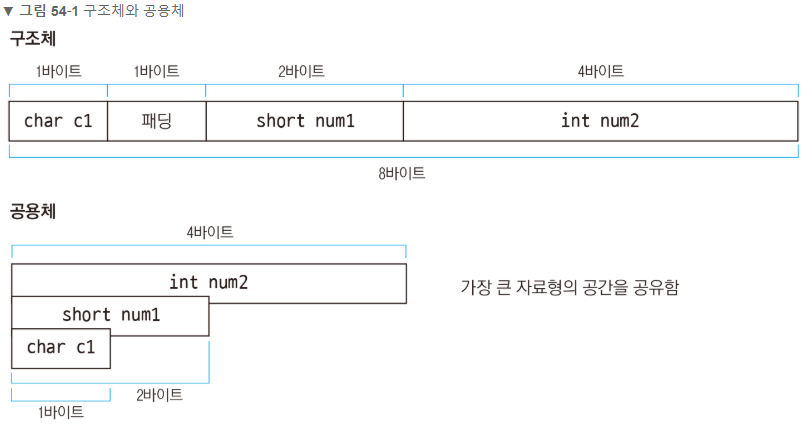 ▼ 그림 54-1 구조체와 공용체
구조체
1바이트 1바이트 2바이트 4바이트
char c1 패딩 short num1 int num2
8바이트
공용체
4바이트
int num2
가장 큰 자료형의 공간을 공유함
short num1
char c1
2바이트
1바이트